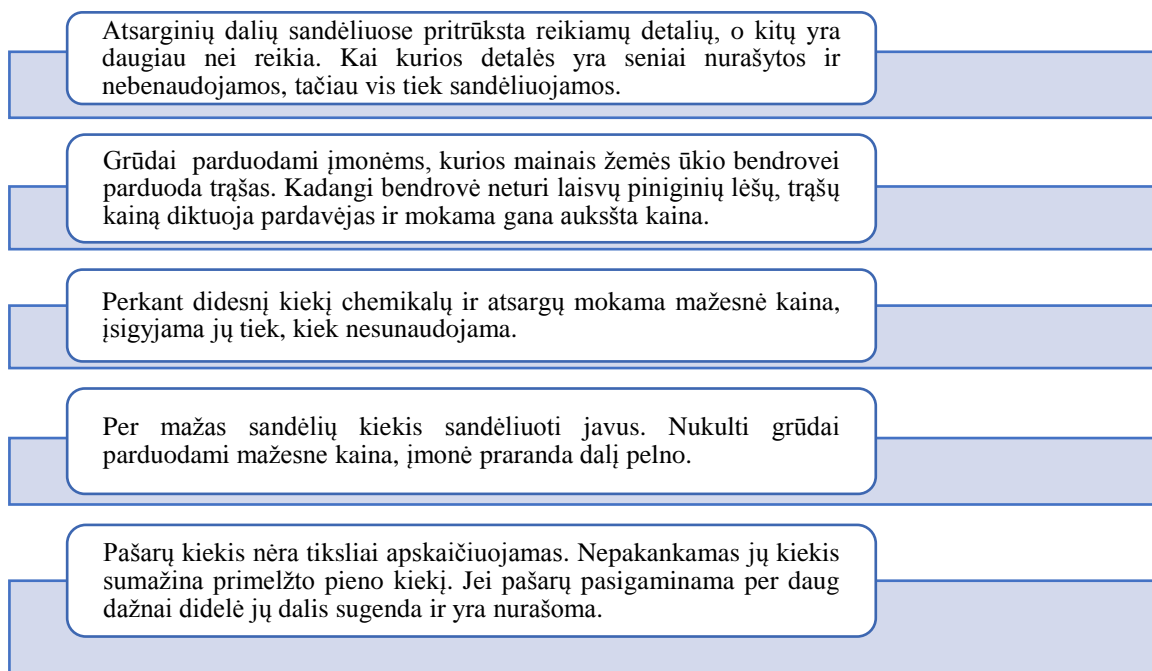 Atsarginių dalių sandėliuose pritrūksta reikiamų detalių, o kitų yra
daugiau nei reikia. Kai kurios detalės yra seniai nurašytos ir
nebenaudojamos, tačiau vis tiek sandėliuojamos.
Grūdai parduodami įmonėms, kurios mainais žemės ūkio bendrovei
parduoda trąšas. Kadangi bendrovė neturi laisvų piniginių lėšų, trąšų
kainą diktuoja pardavėjas ir mokama gana auksšta kaina.
Perkant didesnį kiekį chemikalų ir atsargų mokama mažesnė kaina,
įsigyjama jų tiek, kiek nesunaudojama.
Per mažas sandėlių kiekis sandėliuoti javus. Nukulti grūdai
parduodami mažesne kaina, įmonė praranda dalį pelno.
Pašarų kiekis nėra tiksliai apskaičiuojamas. Nepakankamas jų kiekis
sumažina primelžto pieno kiekį. Jei pašarų pasigaminama per daug
dažnai didelė jų dalis sugenda ir yra nurašoma.